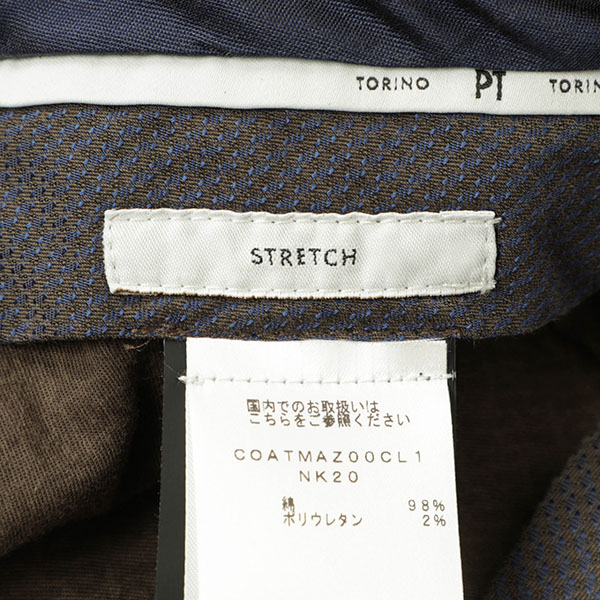 TORINO PT TORIN
STRETCH
国内でのお取扱いは
こちらをご参照ください
COATMAZ00CL1
NK20
綿 98%
ポリウレタン 2%